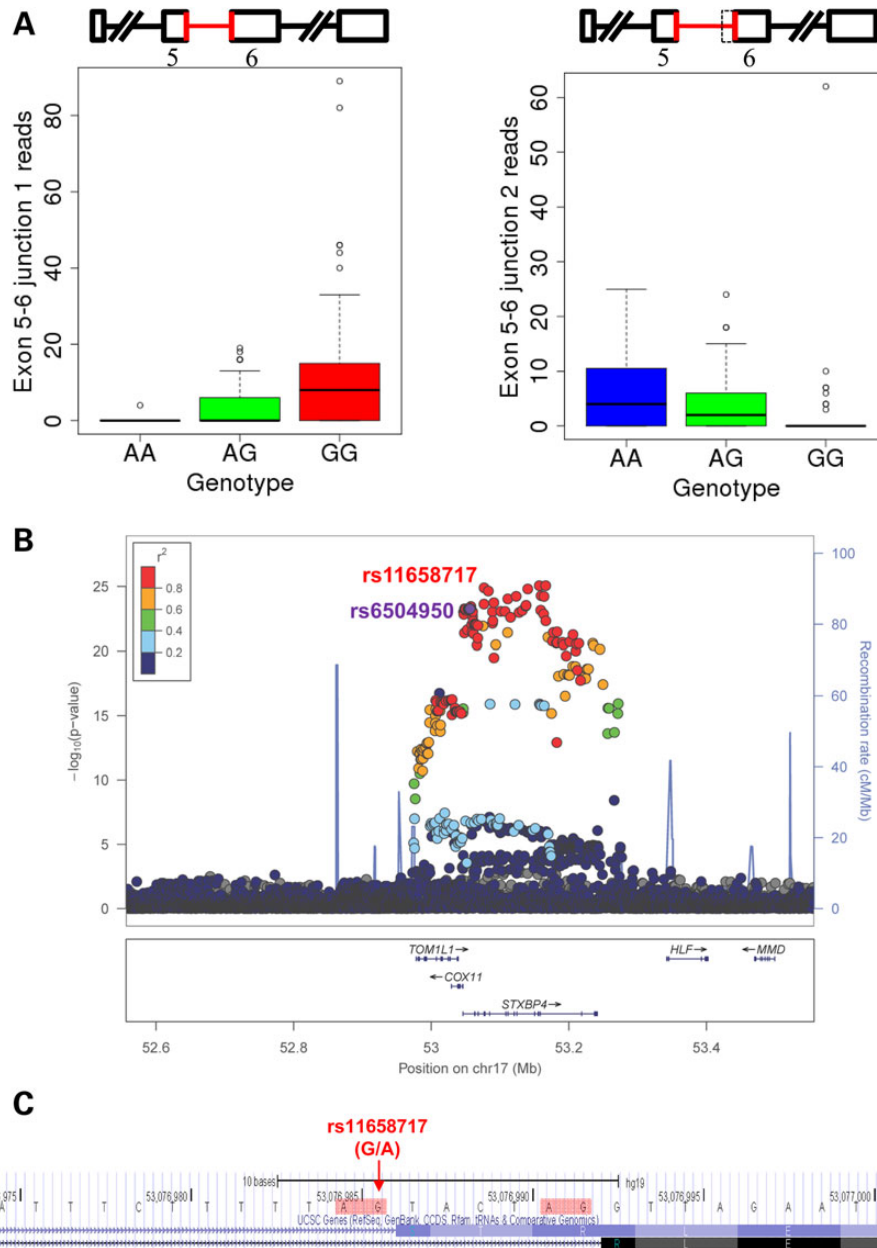 A
5 6
5 6
Exon 5-6 junction 1 reads
80
60
40
20
0
AA AG GG
Genotype
Exon 5-6 junction 2 reads
60
50
40
30
20
10
0
AA AG GG
Genotype
B
r2
0.8
0.6
0.4
0.2
rs11658717
rs6504950
−log10(p−value)
25
20
15
10
5
0
Recombination rate (cM/Mb)
100
80
60
40
20
0
TOM1L1
COX11
STXBP4
HLF
MMD
52.6 52.8 53 53.2 53.4
Position on chr17 (Mb)
C
rs11658717
(G/A)
10 bases hg19
975 53,076,980 53,076,985 53,076,990 53,076,995 53,077,000
A T T T C T T T T T A G T A C T A G G T T A G A A T
UCSC Genes (RefSeq, GenBank, CCDS, Rfam, tRNAs & Comparative Genomics)
R L E
R L E